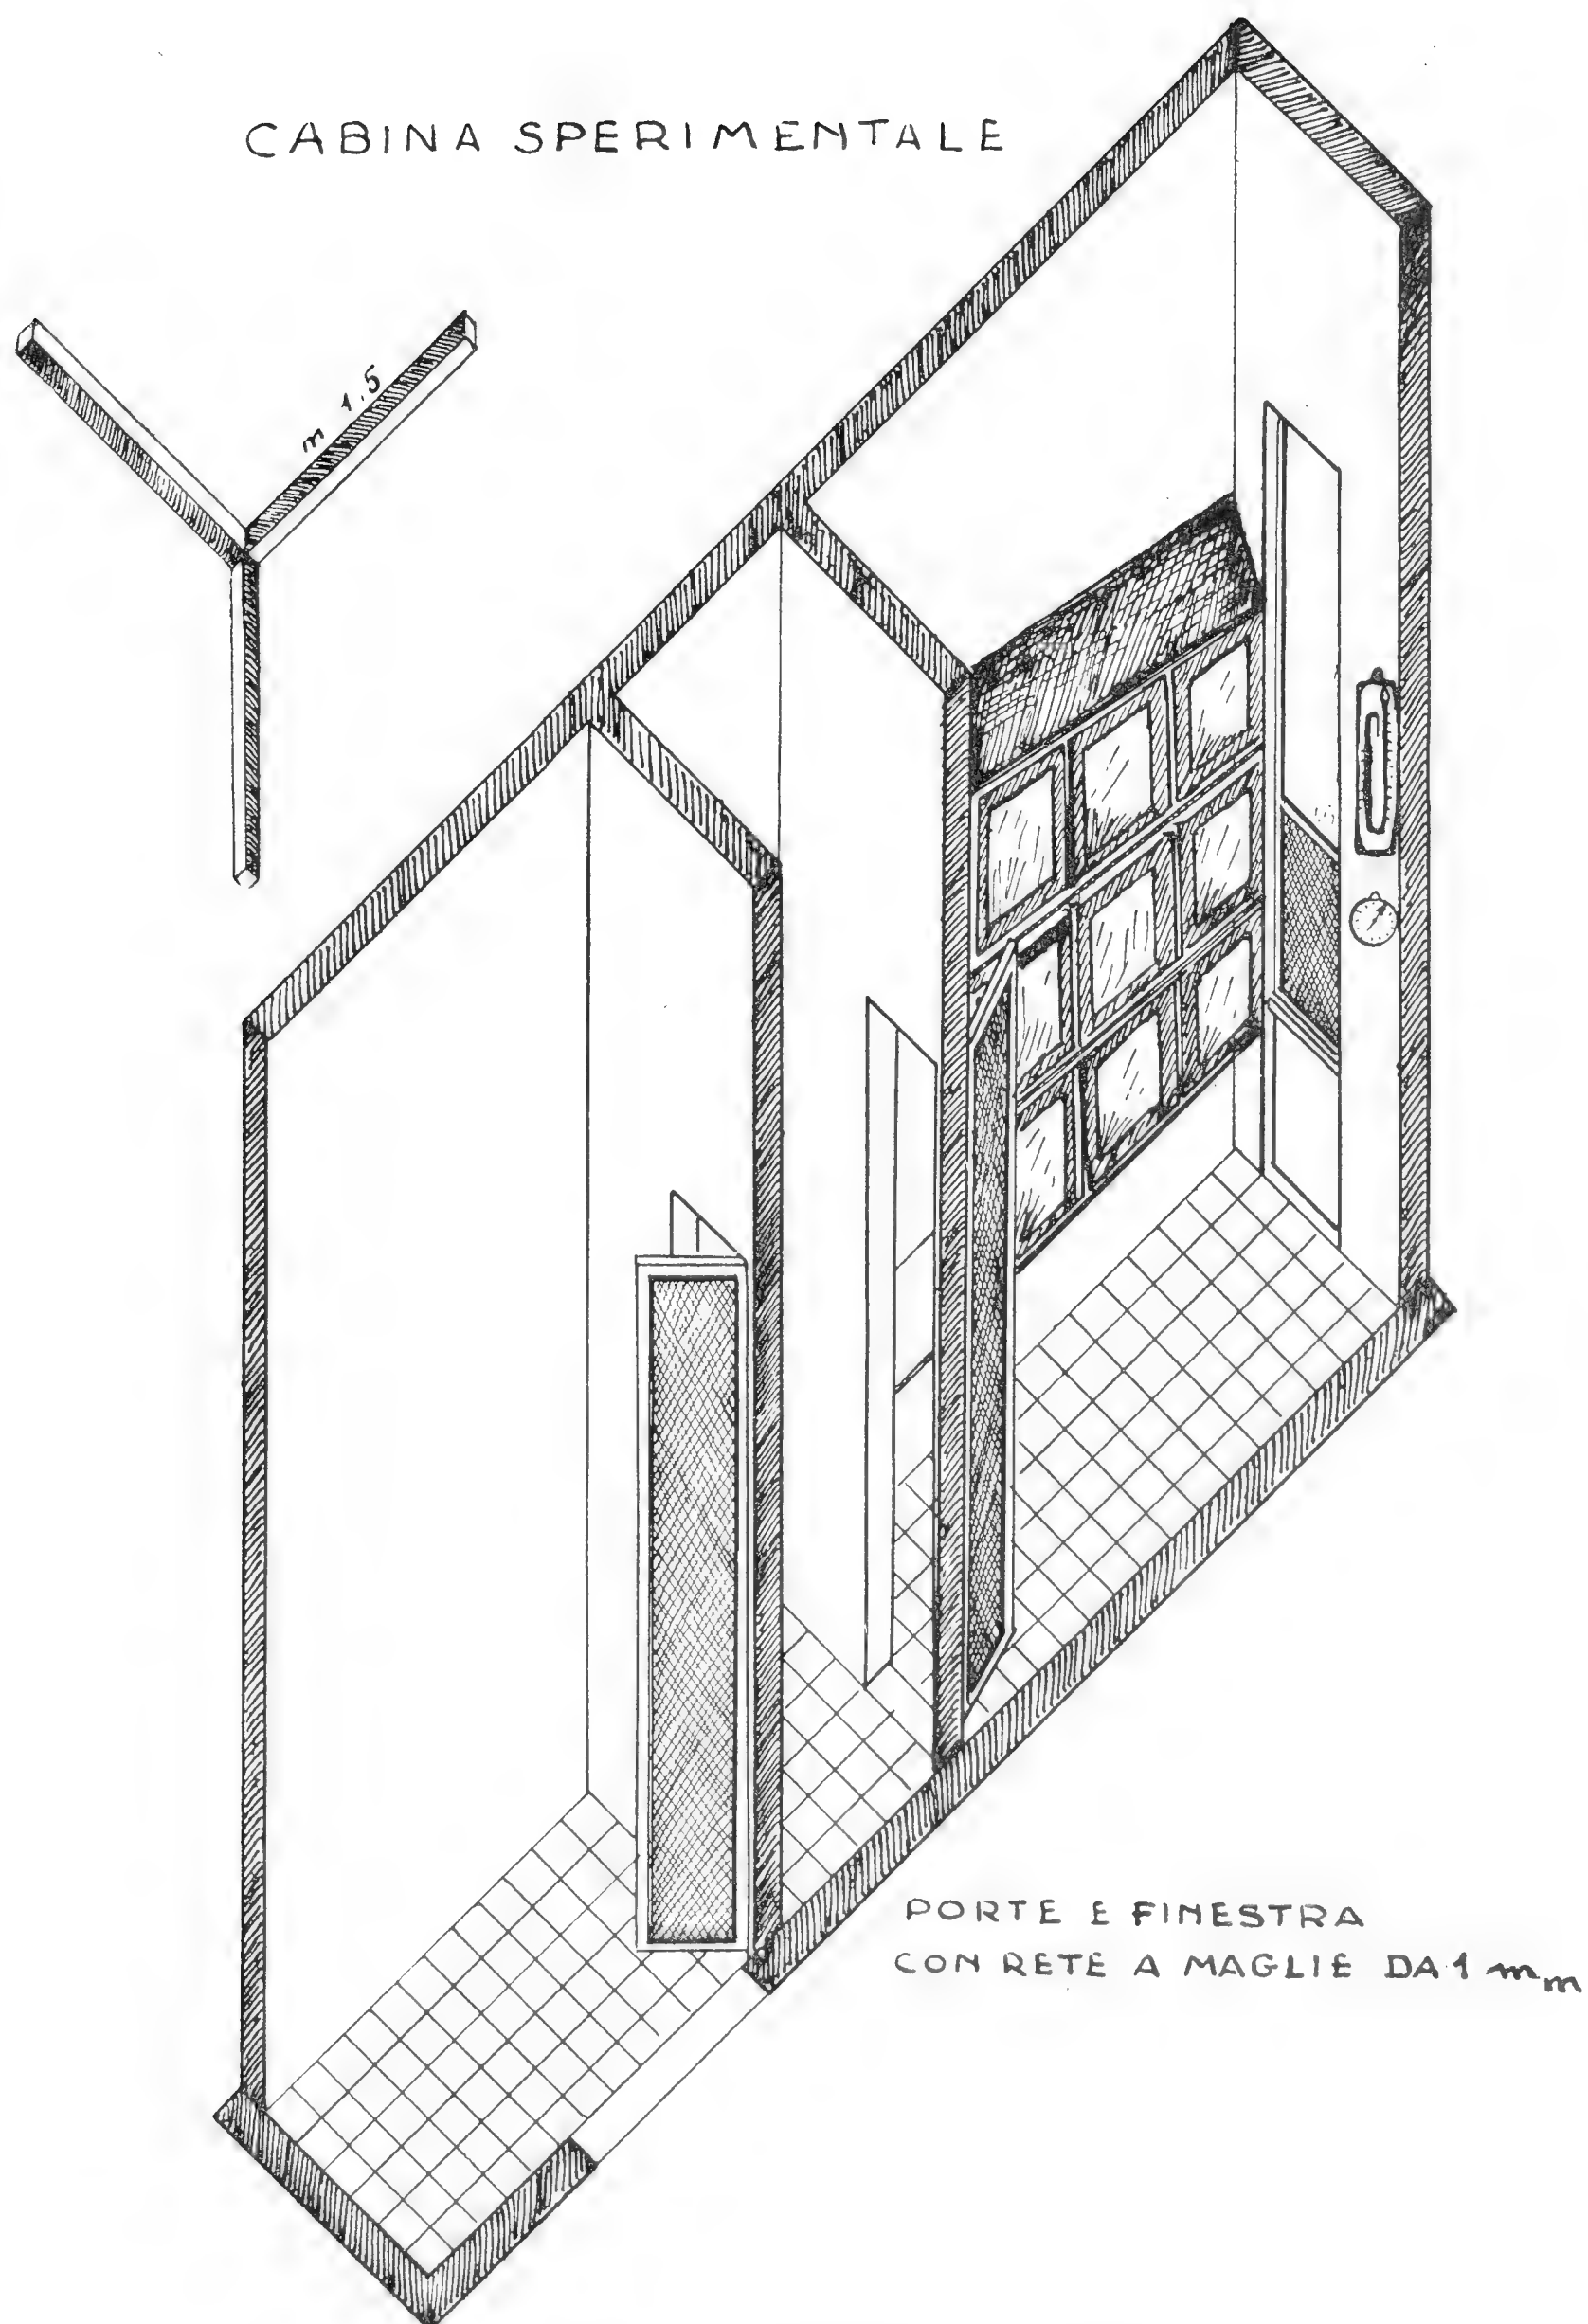 CABINA SPERIMENTALE
m 1.5
PORTE E FINESTRA
CON RETE A MAGLIE DA 1 mm